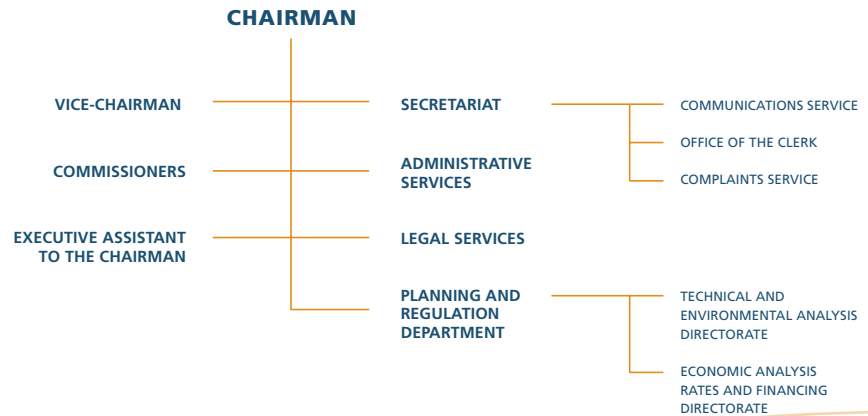 CHAIRMAN
VICE-CHAIRMAN
SECRETARIAT
COMMUNICATIONS SERVICE
OFFICE OF THE CLERK
COMMISSIONERS
ADMINISTRATIVE
SERVICES
COMPLAINTS SERVICE
EXECUTIVE ASSISTANT
TO THE CHAIRMAN
LEGAL SERVICES
PLANNING AND
REGULATION
DEPARTMENT
TECHNICAL AND
ENVIRONMENTAL ANALYSIS
DIRECTORATE
ECONOMIC ANALYSIS
RATES AND FINANCING
DIRECTORATE